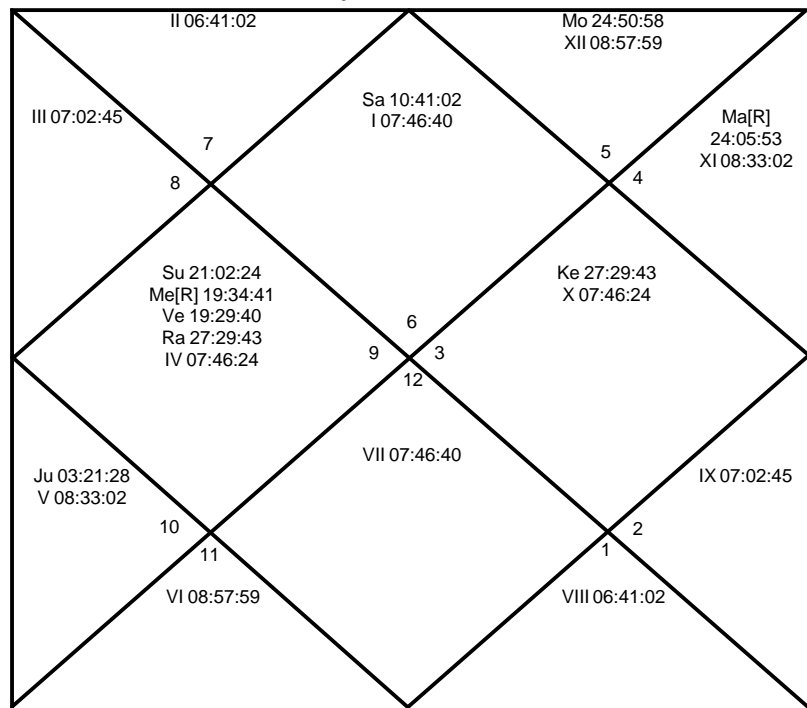 II 06:41:02
Mo 24:50:58
XII 08:57:59
Sa 10:41:02
I 07:46:40
III 07:02:45
Ma[R]
24:05:53
XI 08:33:02
7
5
8
4
Su 21:02:24
Me[R] 19:34:41
Ve 19:29:40
Ra 27:29:43
IV 07:46:24
Ke 27:29:43
X 07:46:24
6
9
3
12
VII 07:46:40
Ju 03:21:28
V 08:33:02
IX 07:02:45
10
2
11
1
VI 08:57:59
VIII 06:41:02